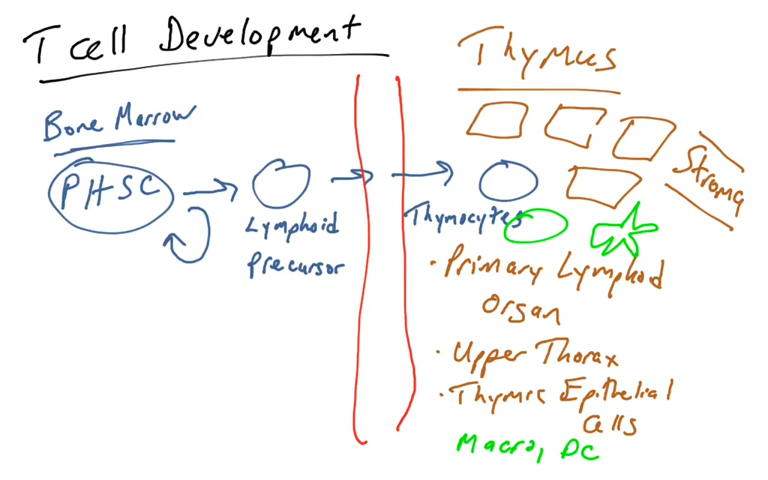 T cell Development
Bone Marrow
PHSC
Lymphoid
Precursor
Thymus
Stroma
Thymocytes
· Primary Lymphoid
Organ
· Upper Thorax
· Thymic Epithelial
Cells
Macro, DC